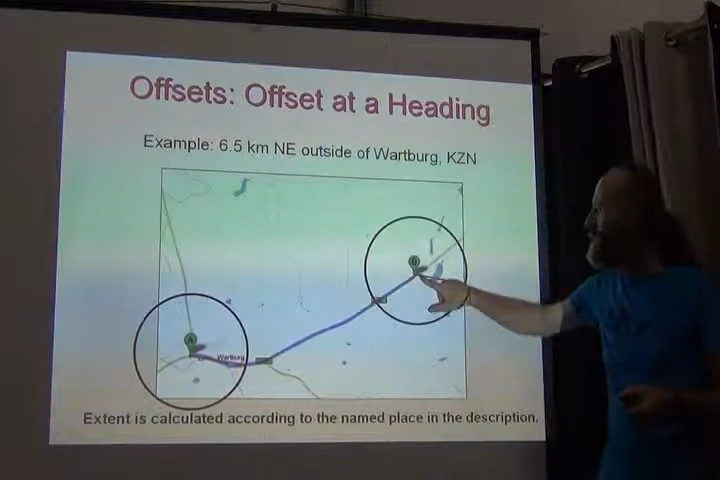 Offsets: Offset at a Heading
Example: 6.5 km NE outside of Wartburg, KZN
Wartburg
Extent is calculated according to the named place in the description.